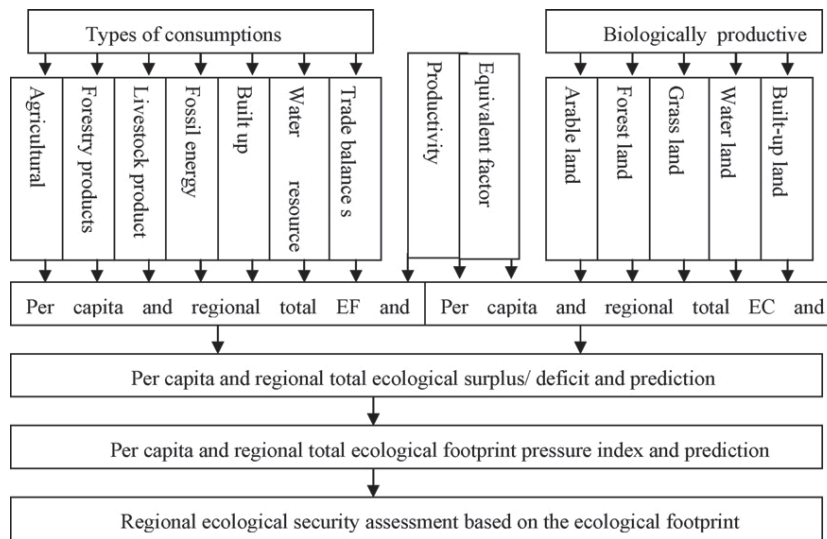 Types of consumptions
Biologically productive
Agricultural
Forestry products
Livestock product
Fossil energy
Built up
Water resource
Trade balance s
Productivity
Equivalent factor
Arable land
Forest land
Grass land
Water land
Built-up land
Per capita and regional total EF and
Per capita and regional total EC and
Per capita and regional total ecological surplus/ deficit and prediction
Per capita and regional total ecological footprint pressure index and prediction
Regional ecological security assessment based on the ecological footprint